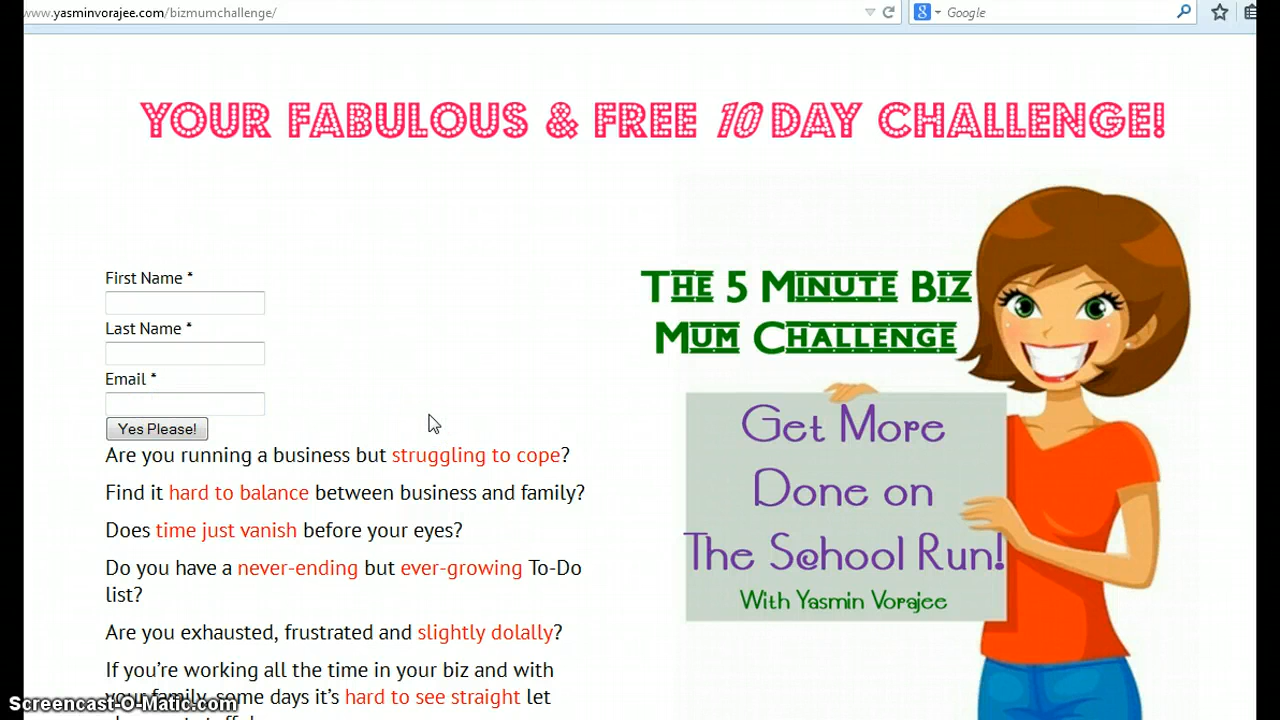 www.yasminvorajee.com/bizmumchallenge/
Google
YOUR FABULOUS & FREE 10 DAY CHALLENGE!
First Name *
Last Name *
Email *
Yes Please!
Are you running a business but struggling to cope?
Find it hard to balance between business and family?
Does time just vanish before your eyes?
Do you have a never-ending but ever-growing To-Do
list?
Are you exhausted, frustrated and slightly dolally?
If you're working all the time in your biz and with
your family, some days it's hard to see straight let
The 5 Minute Biz
Mum Challenge
Get More
Done on
The School Run!
With Yasmin Vorajee
Screencast-O-Matic.com